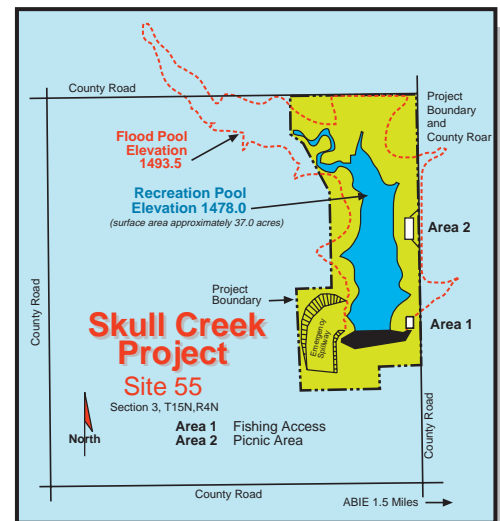 County Road
Project
Boundary
and
County Roar
Flood Pool
Elevation
1493.5
Recreation Pool
Elevation 1478.0
(surface area approximately 37.0 acres)
Area 2
Project
Boundary
County Road
Emergency
Spillway
Area 1
Skull Creek
Project
Site 55
Section 3, T15N,R4N
North
Area 1 Fishing Access
Area 2 Picnic Area
County Road
County Road
ABIE 1.5 Miles